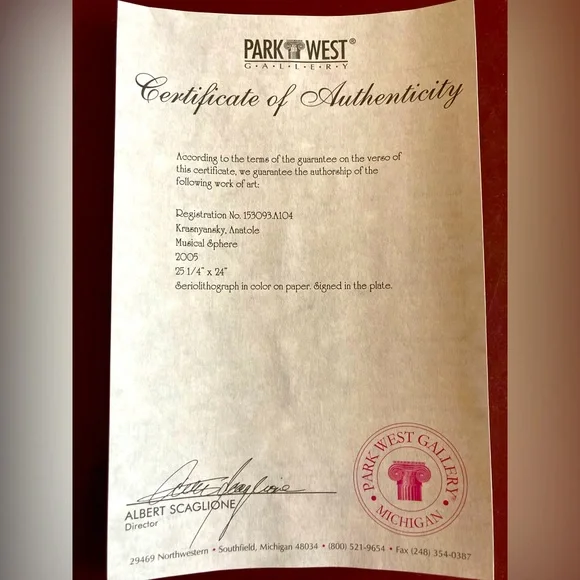 PARK WEST®
G·A·L·L·E·R·Y
Certificate of Authenticity
According to the terms of the guarantee on the verso of
this certificate, we guarantee the authorship of the
following work of art:
Registration No. 153093.A104
Krasnyansky, Anatole
Musical Sphere
2005
25 1/4" x 24"
Seriolithograph in color on paper. Signed in the plate.
ALBERT SCAGLIONE
Director
PARK WEST GALLERY®
• MICHIGAN •
29469 Northwestern • Southfield, Michigan 48034 • (800) 521-9654 • Fax (248) 354-0387